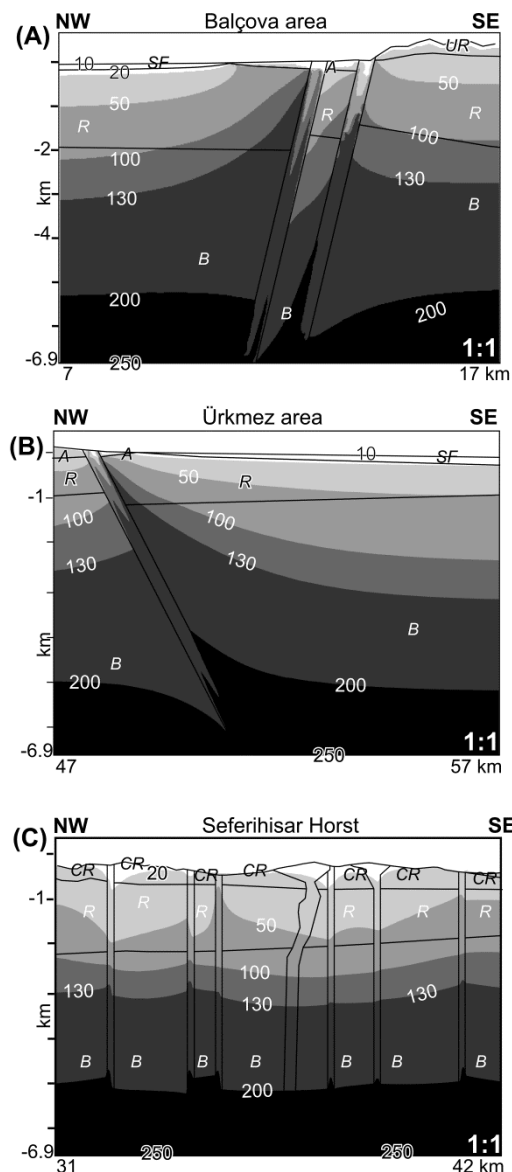 (A) Balçova area
NW SE
10 SF 20 A UR
50 50
R R
-2 100 100
130 130
km
B B
-4
200 200
B
-6.9 250 1:1
7 17 km
Ürkmez area
(B) NW SE
A A 10 SF
R 50 R
-1
100 100
130 130
B B
km
200 200
-6.9 250 1:1
47 57 km
Seferihisar Horst
(C) NW SE
CR CR 20 CR CR CR CR CR
-1
R R R 50 R R R
100
130 130 130
km
B B B B B B B
200
-6.9 250 250 1:1
31 42 km